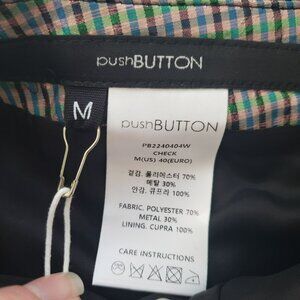 pushBUTTON
M
pushBUTTON
PB2240404W
CHECK
M(US) 40(EURO)
겉감. 폴리에스터 70%
메탈 30%
안감. 큐프라 100%
FABRIC. POLYESTER 70%
METAL 30%
LINING. CUPRA 100%
CARE INSTRUCTIONS